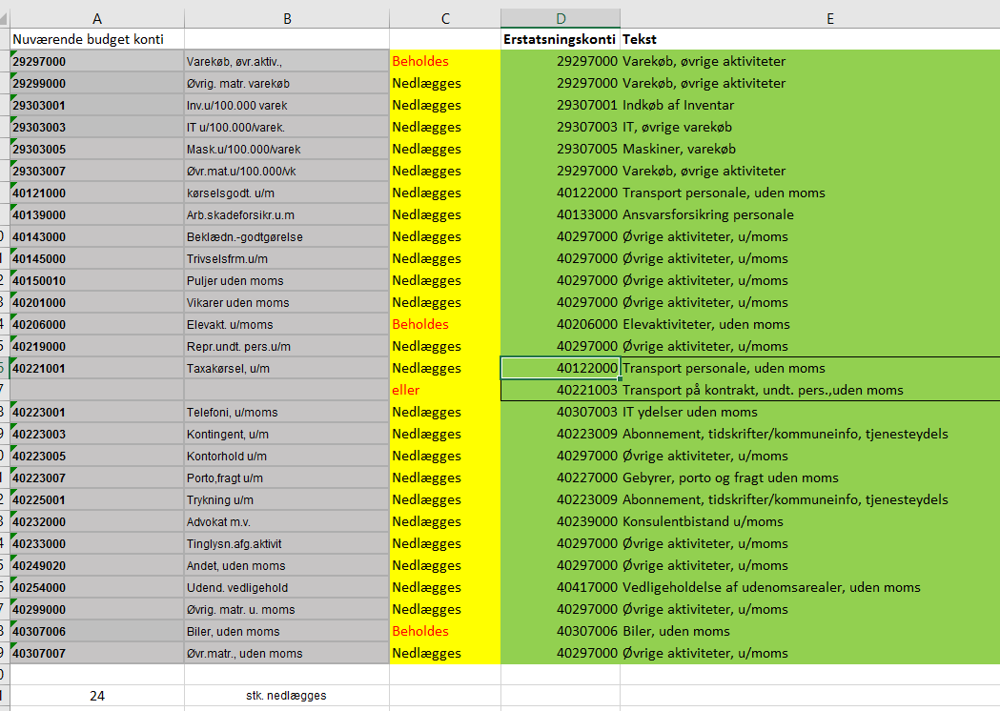 A B C D E
Nuværende budget konti Erstatsningskonti Tekst
29297000 Varekøb, øvr.aktiv., Beholdes 29297000 Varekøb, øvrige aktiviteter
29299000 Øvrig. matr. varekøb Nedlægges 29297000 Varekøb, øvrige aktiviteter
29303001 Inv.u/100.000 varek Nedlægges 29307001 Indkøb af Inventar
29303003 IT u/100.000/varek. Nedlægges 29307003 IT, øvrige varekøb
29303005 Mask.u/100.000/varek Nedlægges 29307005 Maskiner, varekøb
29303007 Øvr.mat.u/100.000/vk Nedlægges 29297000 Varekøb, øvrige aktiviteter
40121000 kørselsgodt. u/m Nedlægges 40122000 Transport personale, uden moms
40139000 Arb.skadeforsikr.u.m Nedlægges 40133000 Ansvarsforsikring personale
40143000 Beklædn.-godtgørelse Nedlægges 40297000 Øvrige aktiviteter, u/moms
40145000 Trivselsfrm.u/m Nedlægges 40297000 Øvrige aktiviteter, u/moms
40150010 Puljer uden moms Nedlægges 40297000 Øvrige aktiviteter, u/moms
40201000 Vikarer uden moms Nedlægges 40297000 Øvrige aktiviteter, u/moms
40206000 Elevakt. u/moms Beholdes 40206000 Elevaktiviteter, uden moms
40219000 Repr.undt. pers.u/m Nedlægges 40297000 Øvrige aktiviteter, u/moms
40221001 Taxakørsel, u/m Nedlægges 40122000 Transport personale, uden moms
eller 40221003 Transport på kontrakt, undt. pers.,uden moms
40223001 Telefoni, u/moms Nedlægges 40307003 IT ydelser uden moms
40223003 Kontingent, u/m Nedlægges 40223009 Abonnement, tidskrifter/kommuneinfo, tjenesteydels
40223005 Kontorhold u/m Nedlægges 40297000 Øvrige aktiviteter, u/moms
40223007 Porto,fragt u/m Nedlægges 40227000 Gebyrer, porto og fragt uden moms
40225001 Trykning u/m Nedlægges 40223009 Abonnement, tidskrifter/kommuneinfo, tjenesteydels
40232000 Advokat m.v. Nedlægges 40239000 Konsulentbistand u/moms
40233000 Tinglysn.afg.aktivit Nedlægges 40297000 Øvrige aktiviteter, u/moms
40249020 Andet, uden moms Nedlægges 40297000 Øvrige aktiviteter, u/moms
40254000 Udend. vedligehold Nedlægges 40417000 Vedligeholdelse af udenomsarealer, uden moms
40299000 Øvrig. matr. u. moms Nedlægges 40297000 Øvrige aktiviteter, u/moms
40307006 Biler, uden moms Beholdes 40307006 Biler, uden moms
40307007 Øvr.matr., uden moms Nedlægges 40297000 Øvrige aktiviteter, u/moms
24 stk. nedlægges